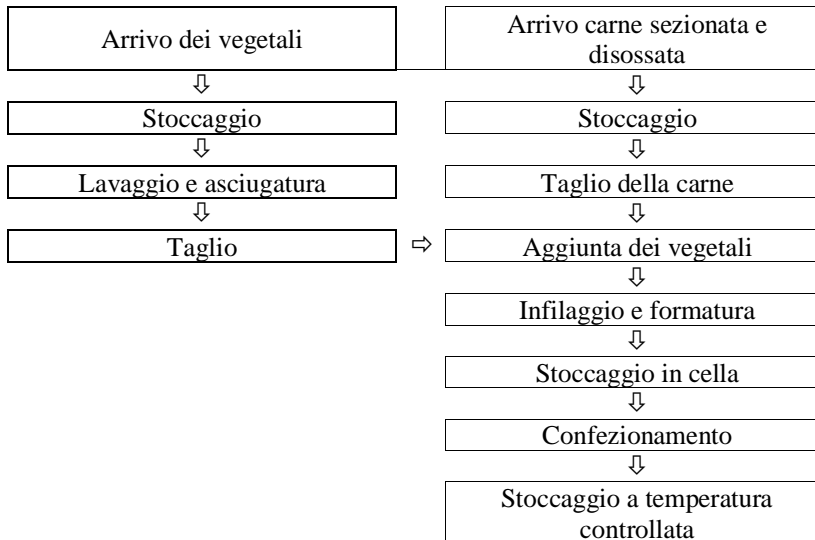 Arrivo dei vegetali
⇩
Stoccaggio
⇩
Lavaggio e asciugatura
⇩
Taglio
⇨
Arrivo carne sezionata e
disossata
⇩
Stoccaggio
⇩
Taglio della carne
⇩
Aggiunta dei vegetali
⇩
Infilaggio e formatura
⇩
Stoccaggio in cella
⇩
Confezionamento
⇩
Stoccaggio a temperatura
controllata